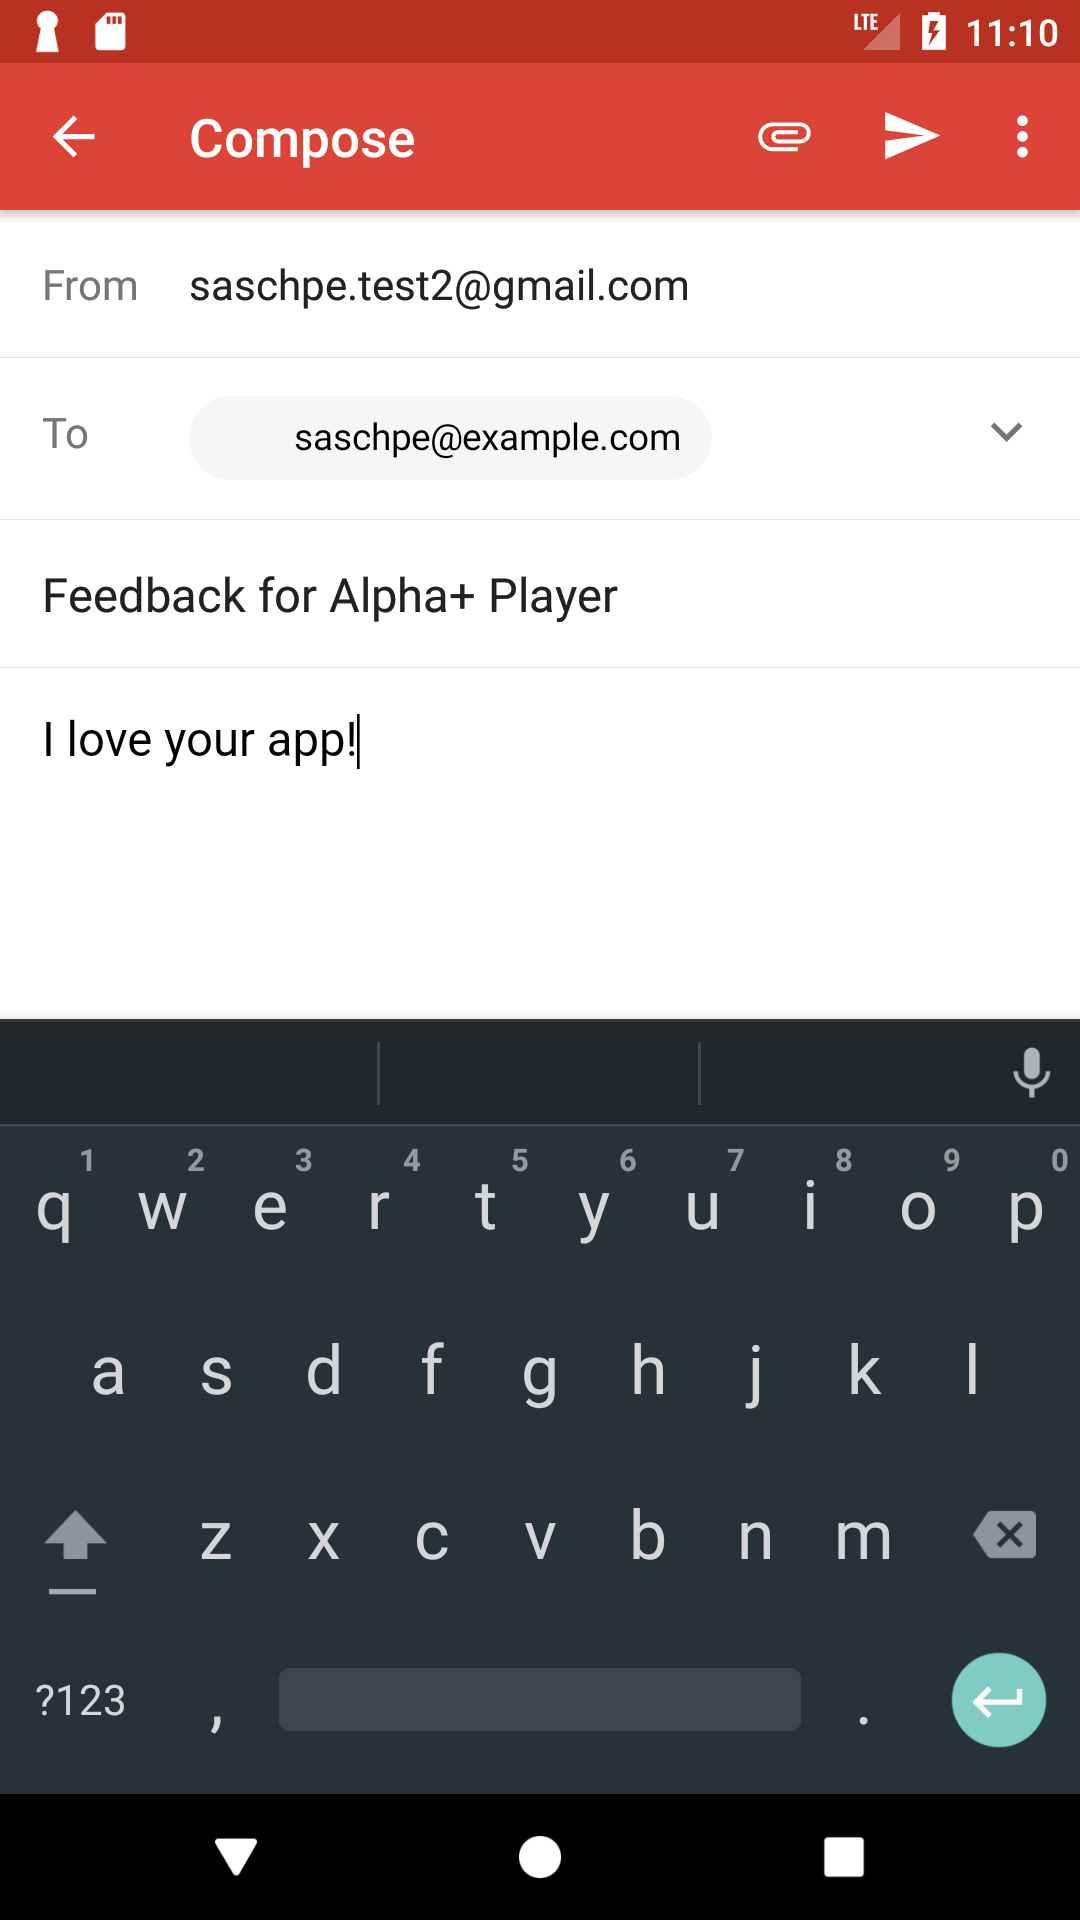 LTE 11:10
Compose
From saschpe.test2@gmail.com
To saschpe@example.com
Feedback for Alpha+ Player
I love your app!
1 2 3 4 5 6 7 8 9 0
q w e r t y u i o p
a s d f g h j k l
z x c v b n m
?123 , .